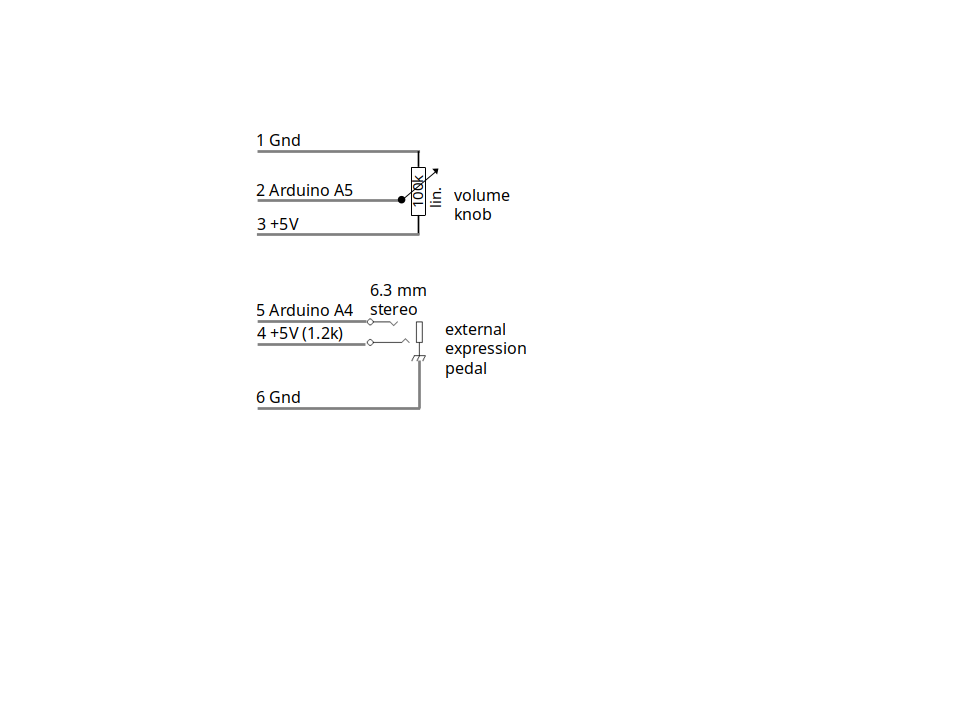 1 Gnd
2 Arduino A5
100k
lin.
volume
knob
3 +5V
6.3 mm
stereo
5 Arduino A4
4 +5V (1.2k)
external
expression
pedal
6 Gnd